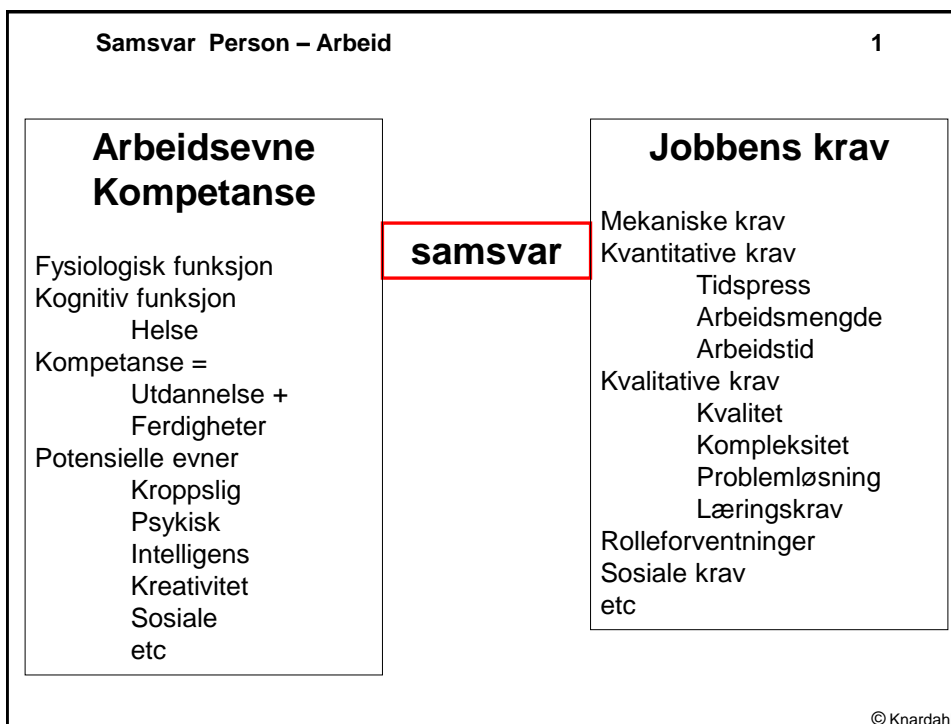 Samsvar Person – Arbeid 1
Arbeidsevne
Kompetanse
Fysiologisk funksjon
Kognitiv funksjon
Helse
Kompetanse =
Utdannelse +
Ferdigheter
Potensielle evner
Kroppslig
Psykisk
Intelligens
Kreativitet
Sosiale
etc
samsvar
Jobbens krav
Mekaniske krav
Kvantitative krav
Tidspress
Arbeidsmengde
Arbeidstid
Kvalitative krav
Kvalitet
Kompleksitet
Problemløsning
Læringskrav
Rolleforventninger
Sosiale krav
etc
© Knardah